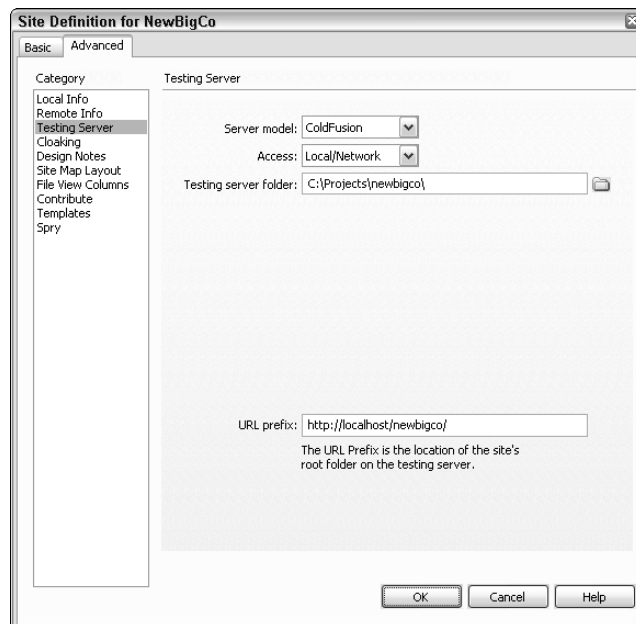 Site Definition for NewBigCo
Basic
Advanced
Category
Local Info
Remote Info
Testing Server
Cloaking
Design Notes
Site Map Layout
File View Columns
Contribute
Templates
Spry
Testing Server
Server model: ColdFusion
Access: Local/Network
Testing server folder: C:\Projects\newbigco\
URL prefix: http://localhost/newbigco/
The URL Prefix is the location of the site's
root folder on the testing server.
OK
Cancel
Help